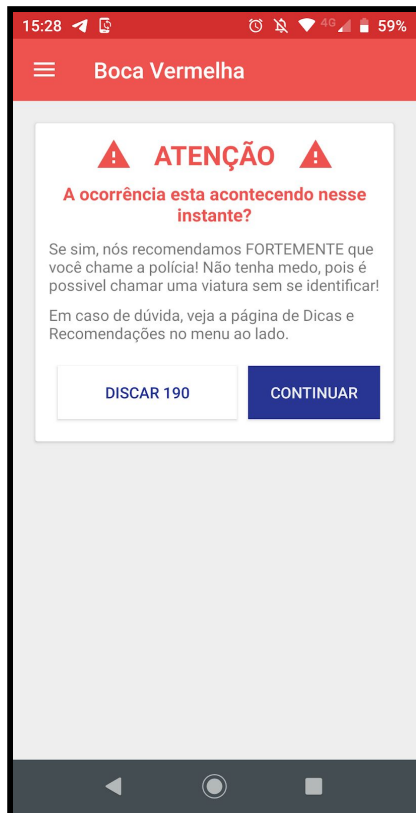 15:28 4G 59%
Boca Vermelha
ATENÇÃO
A ocorrência esta acontecendo nesse
instante?
Se sim, nós recomendamos FORTEMENTE que
você chame a polícia! Não tenha medo, pois é
possivel chamar uma viatura sem se identificar!
Em caso de dúvida, veja a página de Dicas e
Recomendações no menu ao lado.
DISCAR 190 CONTINUAR